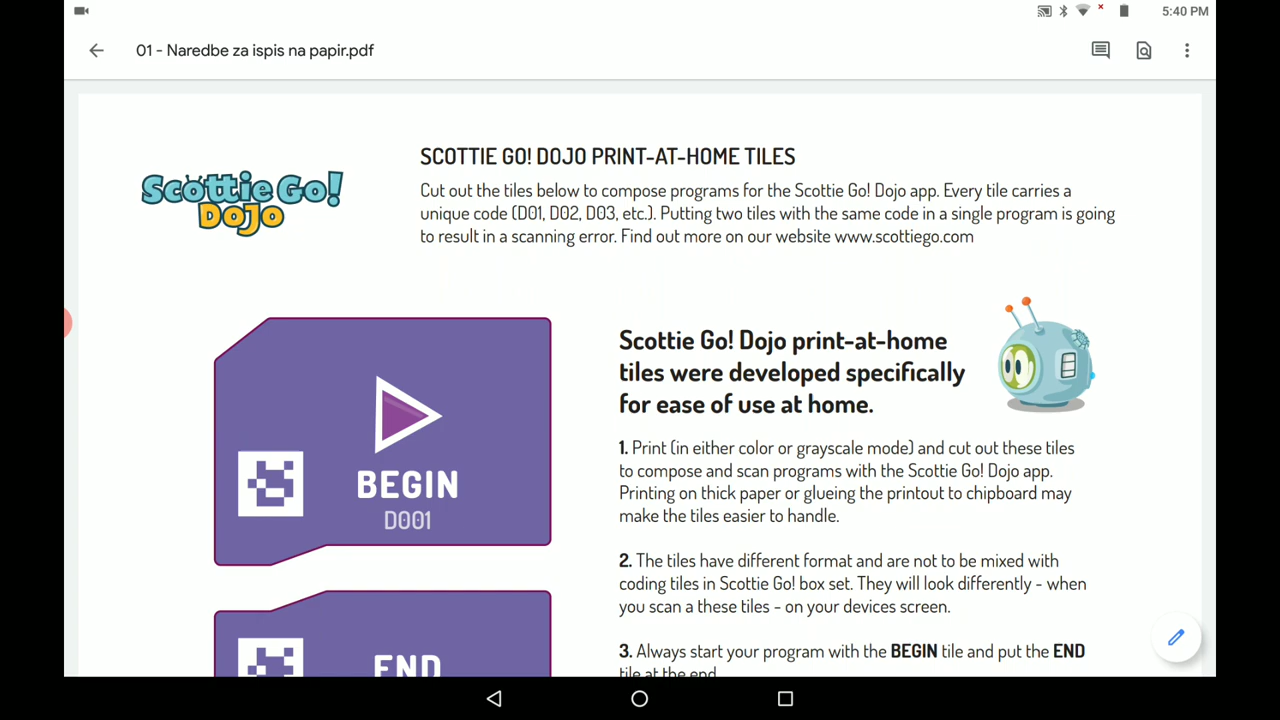 5:40 PM
01 - Naredbe za ispis na papir.pdf
Scottie Go!
Dojo
SCOTTIE GO! DOJO PRINT-AT-HOME TILES
Cut out the tiles below to compose programs for the Scottie Go! Dojo app. Every tile carries a
unique code (D01, D02, D03, etc.). Putting two tiles with the same code in a single program is going
to result in a scanning error. Find out more on our website www.scottiego.com
BEGIN
D001
END
Scottie Go! Dojo print-at-home
tiles were developed specifically
for ease of use at home.
1. Print (in either color or grayscale mode) and cut out these tiles
to compose and scan programs with the Scottie Go! Dojo app.
Printing on thick paper or glueing the printout to chipboard may
make the tiles easier to handle.
2. The tiles have different format and are not to be mixed with
coding tiles in Scottie Go! box set. They will look differently - when
you scan a these tiles - on your devices screen.
3. Always start your program with the BEGIN tile and put the END
tile at the end